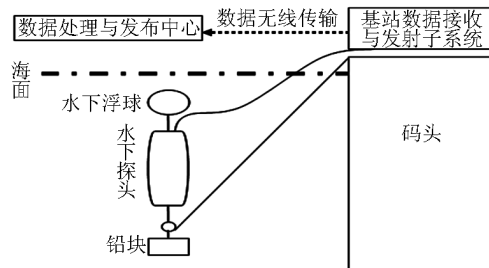 数据处理与发布中心
数据无线传输
基站数据接收
与发射子系统
海面
水下浮球
水下探头
码头
铅块